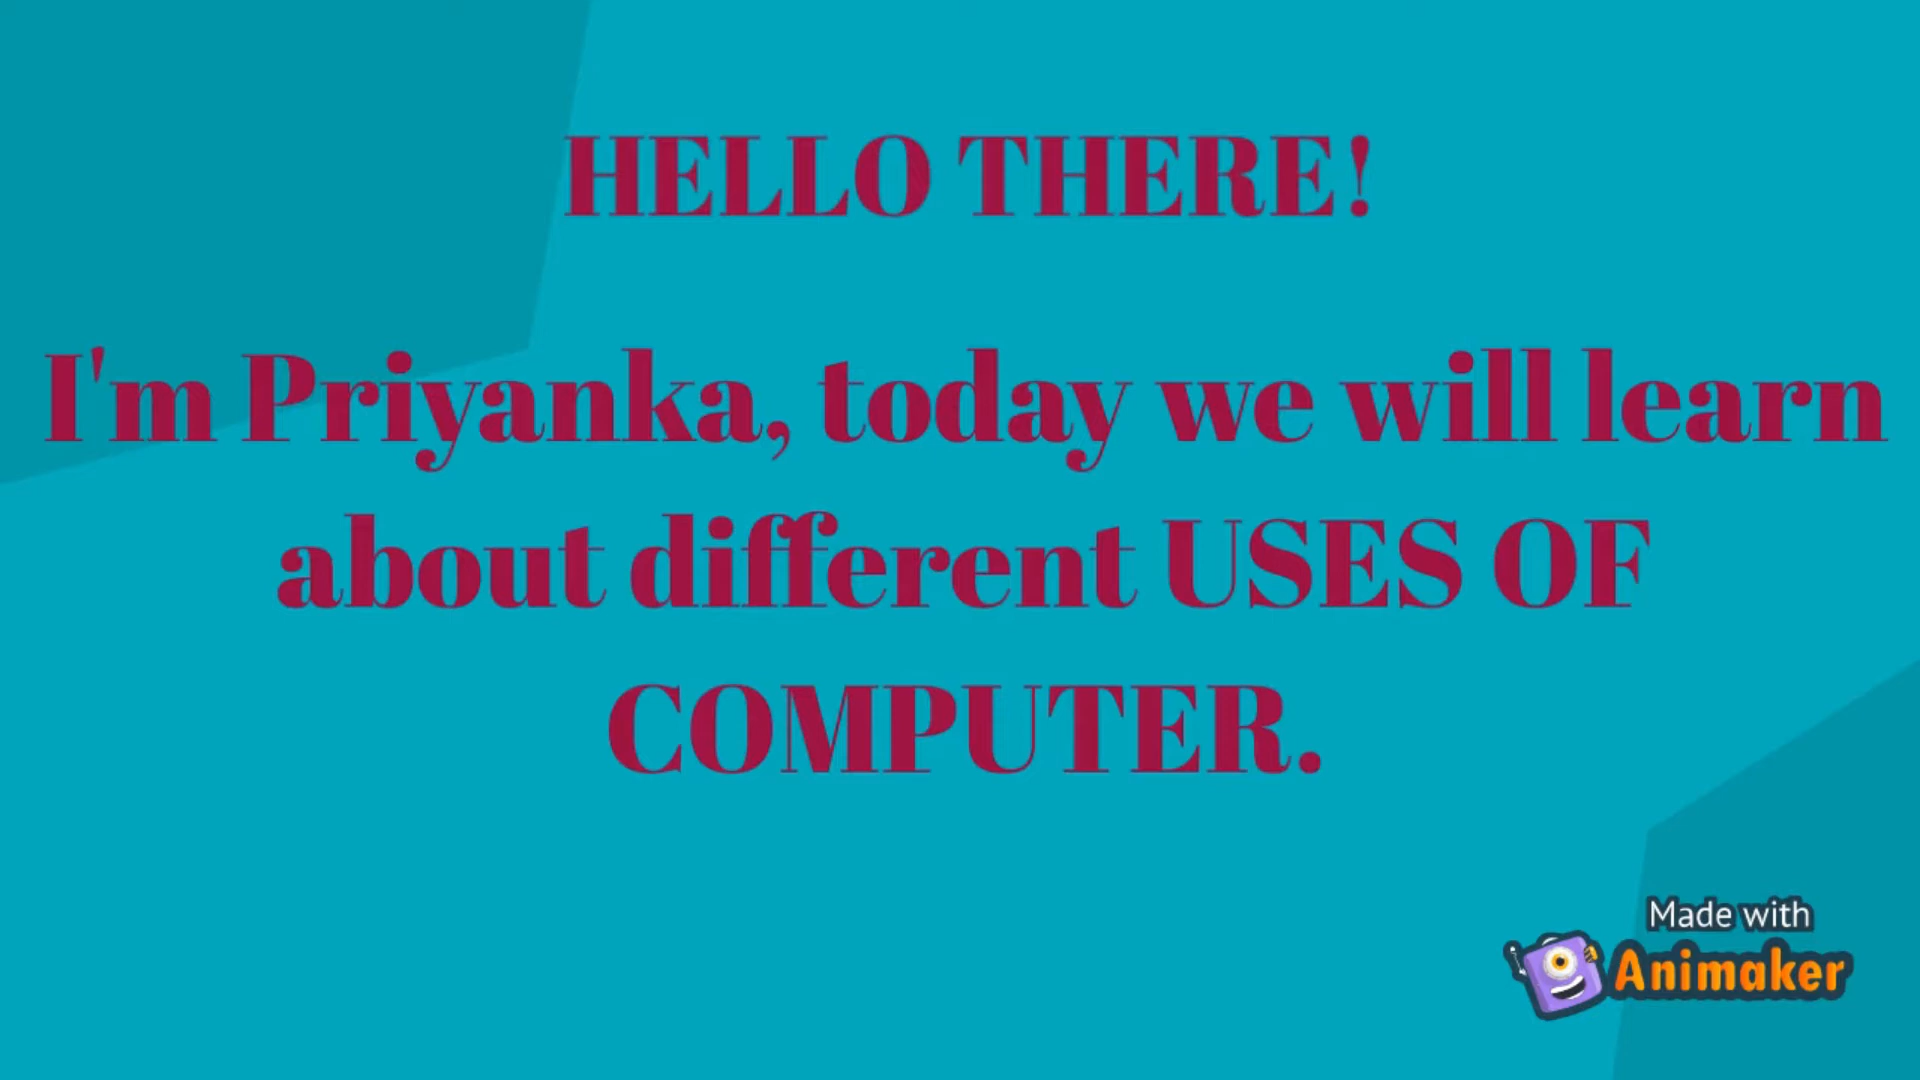 HELLO THERE!
I'm Priyanka, today we will learn
about different USES OF
COMPUTER.
Made with
Animaker